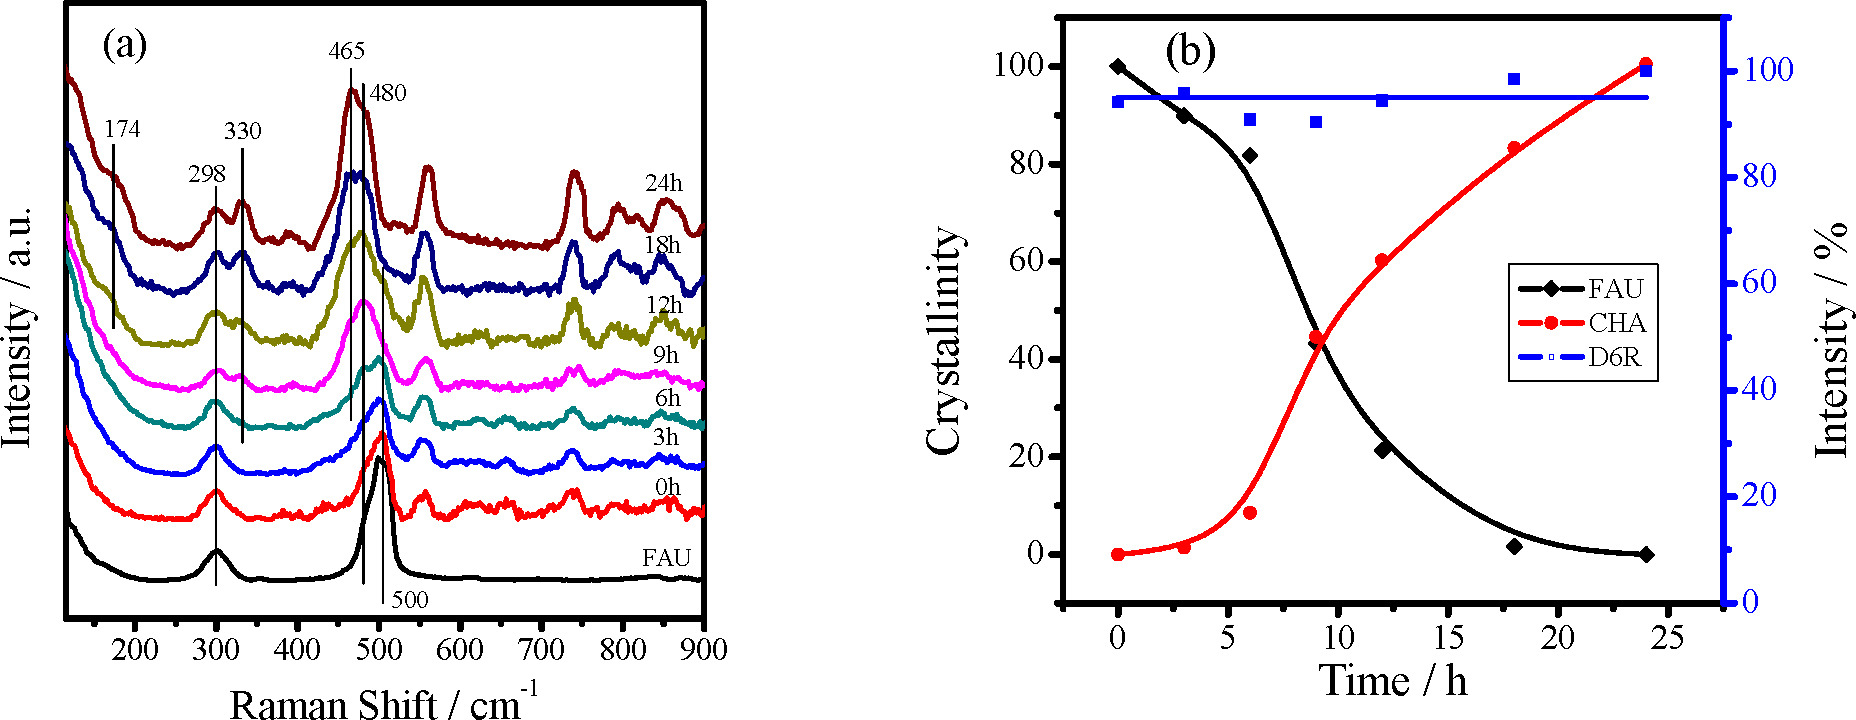 (a)
465
480
174
330
298
24h
18h
12h
9h
6h
3h
0h
FAU
500
Intensity / a.u.
200 300 400 500 600 700 800 900
Raman Shift / cm-1
(b)
100
80
60
40
20
0
Crystallinity
100
80
60
40
20
0
Intensity / %
FAU
CHA
D6R
0 5 10 15 20 25
Time / h